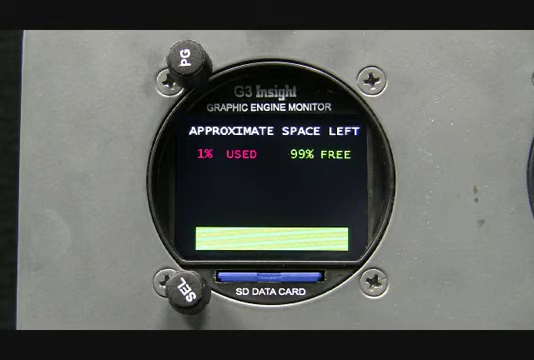 PG
G3 Insight
GRAPHIC ENGINE MONITOR
APPROXIMATE SPACE LEFT
1% USED 99% FREE
SEL
SD DATA CARD